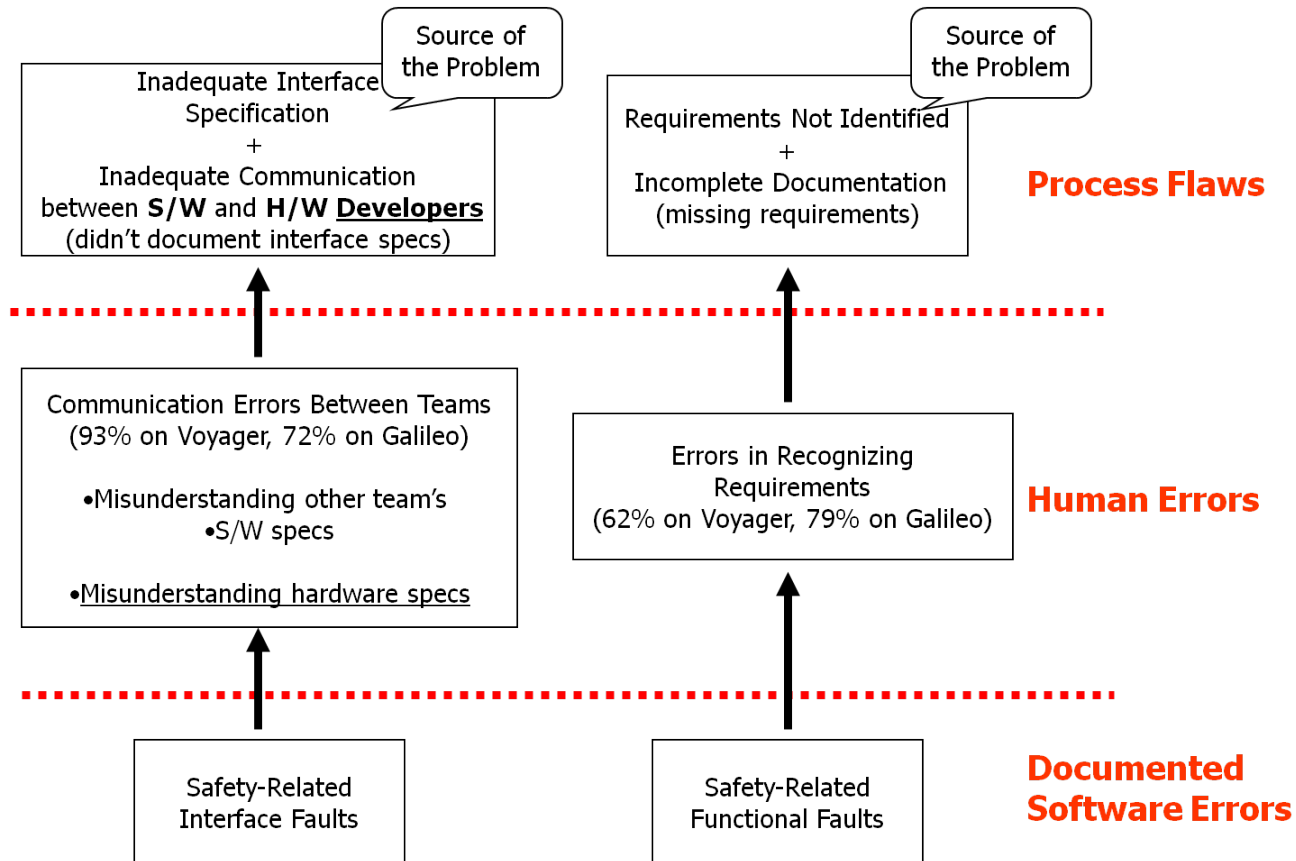 Source of
the Problem
Inadequate Interface
Specification
+
Inadequate Communication
between S/W and H/W Developers
(didn't document interface specs)
Source of
the Problem
Requirements Not Identified
+
Incomplete Documentation
(missing requirements)
Process Flaws
Communication Errors Between Teams
(93% on Voyager, 72% on Galileo)
•Misunderstanding other team's
•S/W specs
•Misunderstanding hardware specs
Errors in Recognizing
Requirements
(62% on Voyager, 79% on Galileo)
Human Errors
Safety-Related
Interface Faults
Safety-Related
Functional Faults
Documented
Software Errors